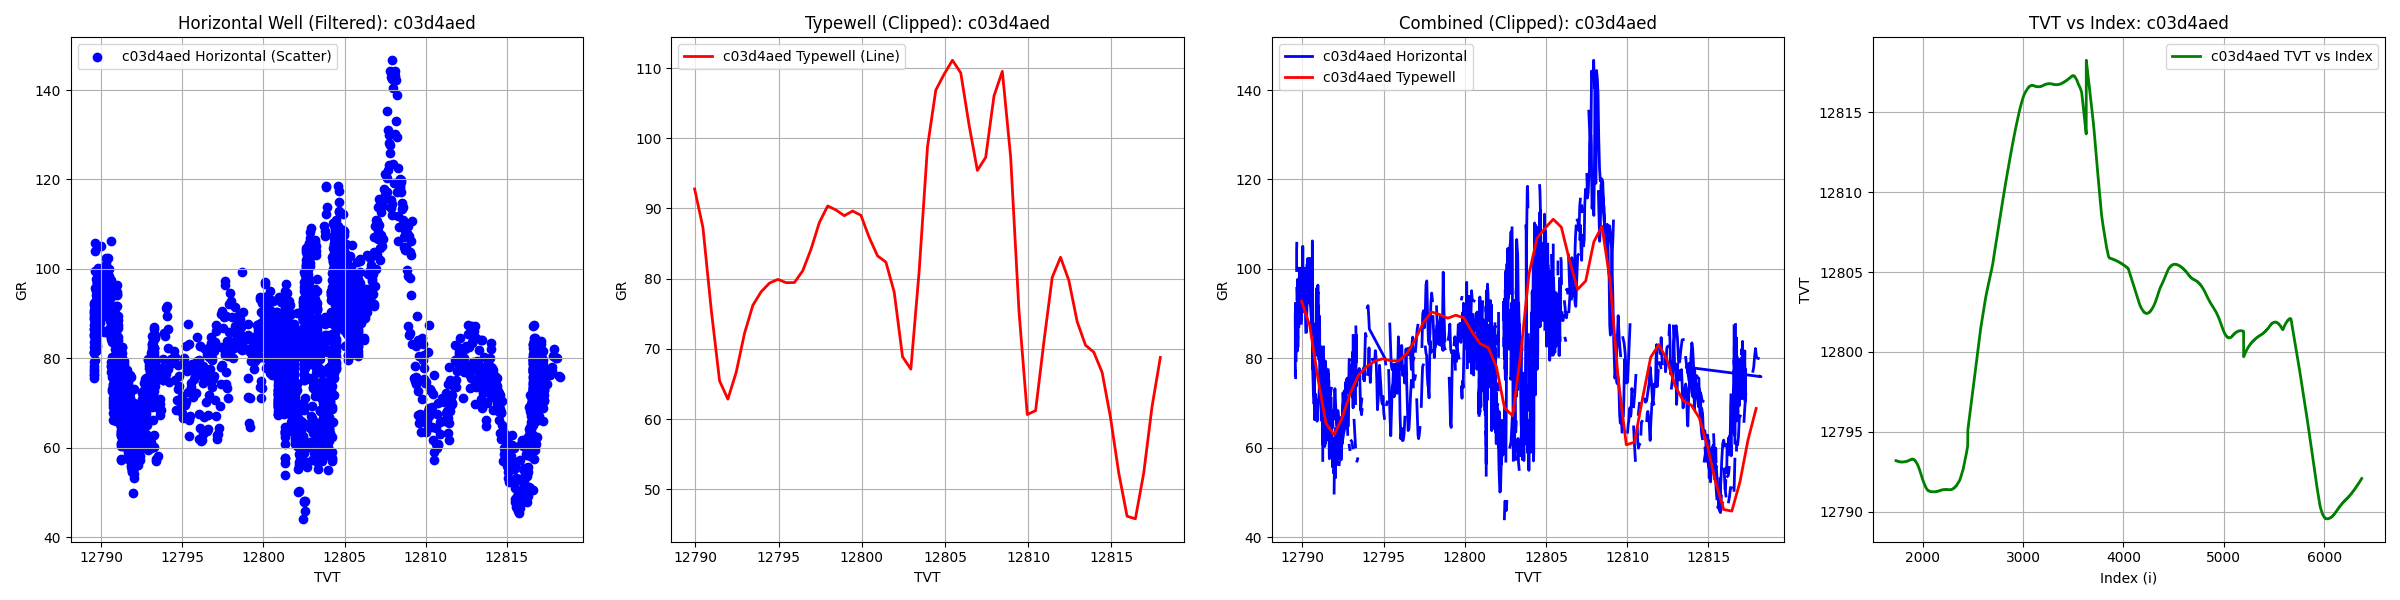 Horizontal Well (Filtered): c03d4aed
c03d4aed Horizontal (Scatter)
GR
140
120
100
80
60
40
12790 12795 12800 12805 12810 12815
TVT
Typewell (Clipped): c03d4aed
c03d4aed Typewell (Line)
GR
110
100
90
80
70
60
50
12790 12795 12800 12805 12810 12815
TVT
Combined (Clipped): c03d4aed
c03d4aed Horizontal
c03d4aed Typewell
GR
140
120
100
80
60
40
12790 12795 12800 12805 12810 12815
TVT
TVT vs Index: c03d4aed
c03d4aed TVT vs Index
TVT
12815
12810
12805
12800
12795
12790
2000 3000 4000 5000 6000
Index (i)